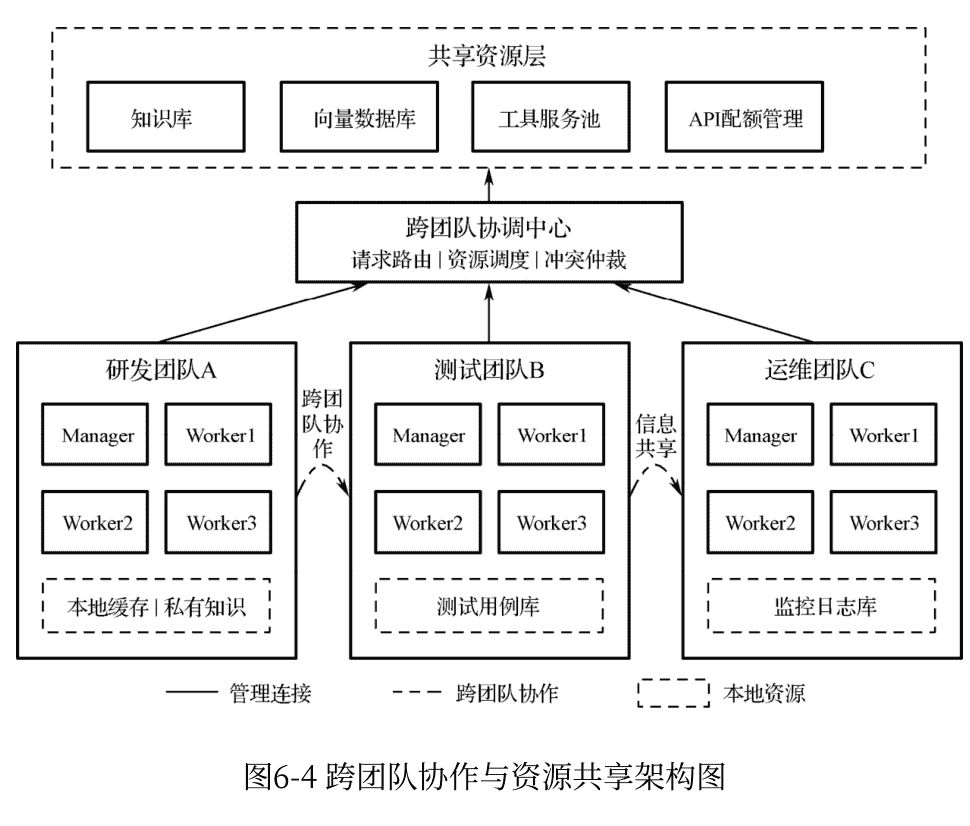 共享资源层
知识库
向量数据库
工具服务池
API配额管理
跨团队协调中心
请求路由|资源调度|冲突仲裁
研发团队A
Manager
Worker1
Worker2
Worker3
本地缓存|私有知识
跨团
队协
作
测试团队B
Manager
Worker1
Worker2
Worker3
测试用例库
信息
共享
运维团队C
Manager
Worker1
Worker2
Worker3
监控日志库
管理连接
跨团队协作
本地资源
图6-4 跨团队协作与资源共享架构图